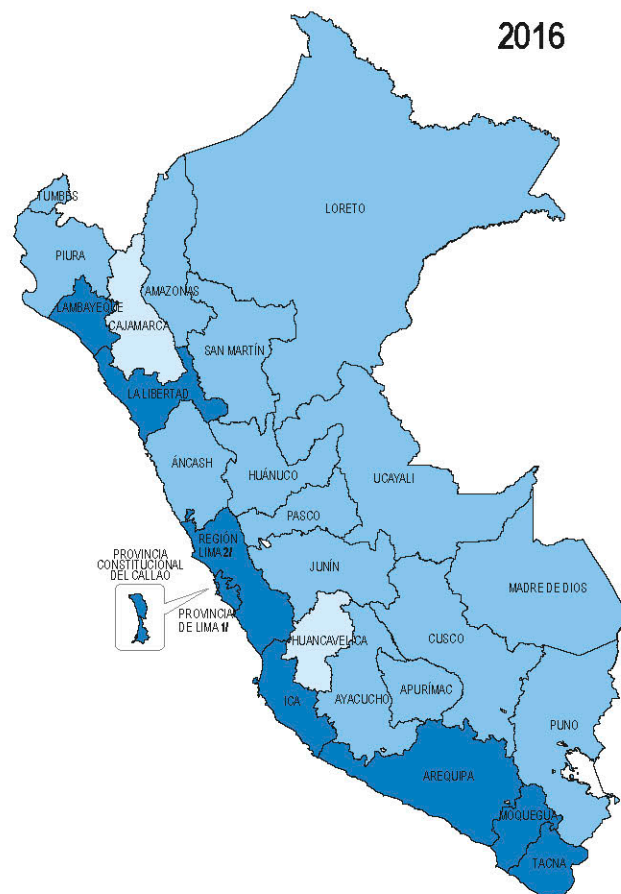 2016
LORETO
TUMBES
PIURA
AMAZONAS
LAMBAYEQUE
CAJAMARCA
SAN MARTÍN
LA LIBERTAD
ÁNCASH
HUÁNUCO
UCAYALI
PASCO
REGIÓN
LIMA 2/
PROVINCIA
CONSTITUCIONAL
DEL CALLAO
JUNÍN
MADRE DE DIOS
PROVINCIA
DE LIMA 1/
HUANCAVELICA
CUSCO
ICA
AYACUCHO
APURÍMAC
PUNO
AREQUIPA
MOQUEGUA
TACNA